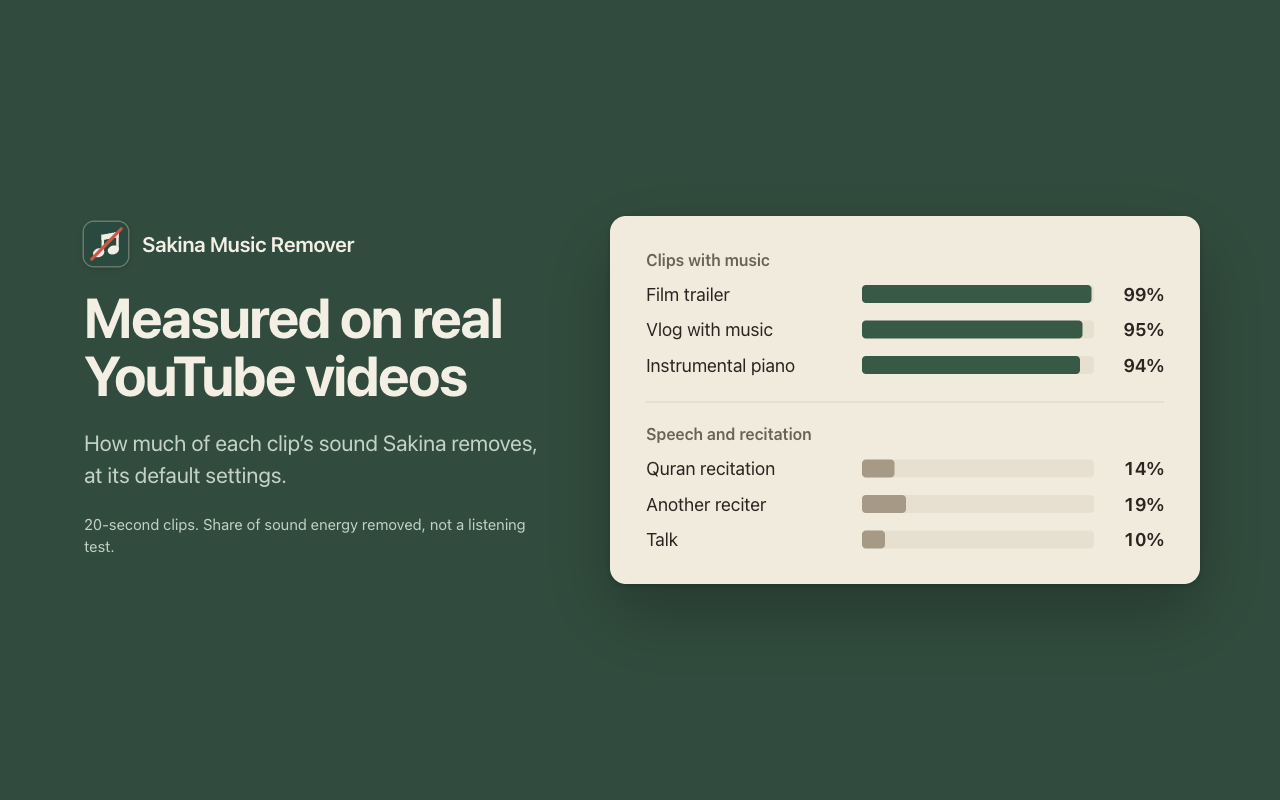 Sakina Music Remover
Measured on real
YouTube videos
How much of each clip’s sound Sakina removes,
at its default settings.
20-second clips. Share of sound energy removed, not a listening
test.
Clips with music
Film trailer 99%
Vlog with music 95%
Instrumental piano 94%
Speech and recitation
Quran recitation 14%
Another reciter 19%
Talk 10%